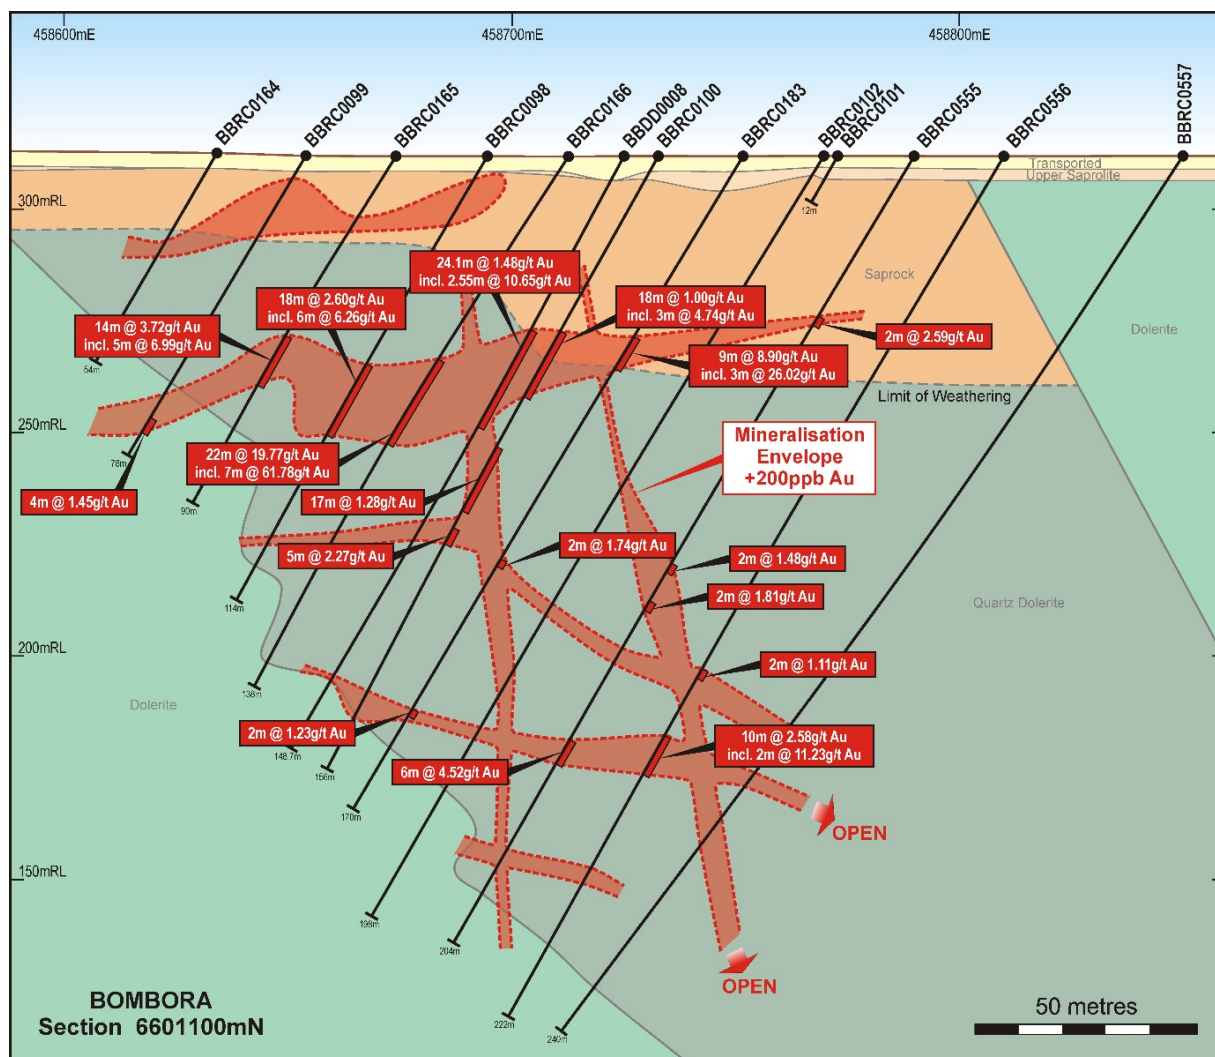 458600mE
458700mE
458800mE
BBRC0164
BBRC0099
BBRC0165
BBRC0098
BBRC0166
BBDD0008
BBRC0100
BBRC0183
BBRC0102
BBRC0101
BBRC0555
BBRC0556
BBRC0557
Transported
Upper Saprolite
300mRL
12m
24.1m @ 1.48g/t Au
incl. 2.55m @ 10.65g/t Au
Saprock
18m @ 2.60g/t Au
incl. 6m @ 6.26g/t Au
18m @ 1.00g/t Au
incl. 3m @ 4.74g/t Au
14m @ 3.72g/t Au
incl. 5m @ 6.99g/t Au
2m @ 2.59g/t Au
Dolerite
9m @ 8.90g/t Au
incl. 3m @ 26.02g/t Au
54m
Limit of Weathering
250mRL
Mineralisation
Envelope
+200ppb Au
78m
22m @ 19.77g/t Au
incl. 7m @ 61.78g/t Au
4m @ 1.45g/t Au
90m
17m @ 1.28g/t Au
5m @ 2.27g/t Au
2m @ 1.74g/t Au
2m @ 1.48g/t Au
2m @ 1.81g/t Au
Quartz Dolerite
114m
200mRL
2m @ 1.11g/t Au
138m
Dolerite
2m @ 1.23g/t Au
148.7m
10m @ 2.58g/t Au
incl. 2m @ 11.23g/t Au
156m
6m @ 4.52g/t Au
170m
OPEN
150mRL
198m
204m
OPEN
BOMBORA
Section 6601100mN
50 metres
222m
240m